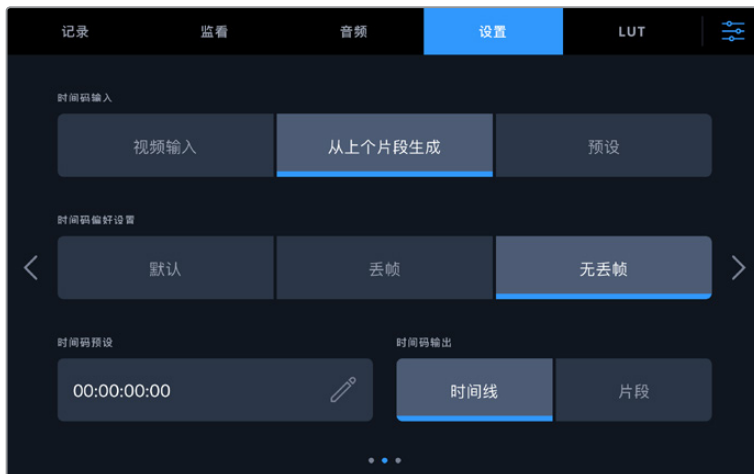 记录 监看 音频 设置 LUT
时间码输入
视频输入 从上个片段生成 预设
时间码偏好设置
默认 丢帧 无丢帧
时间码预设 时间码输出
00:00:00:00 时间线 片段